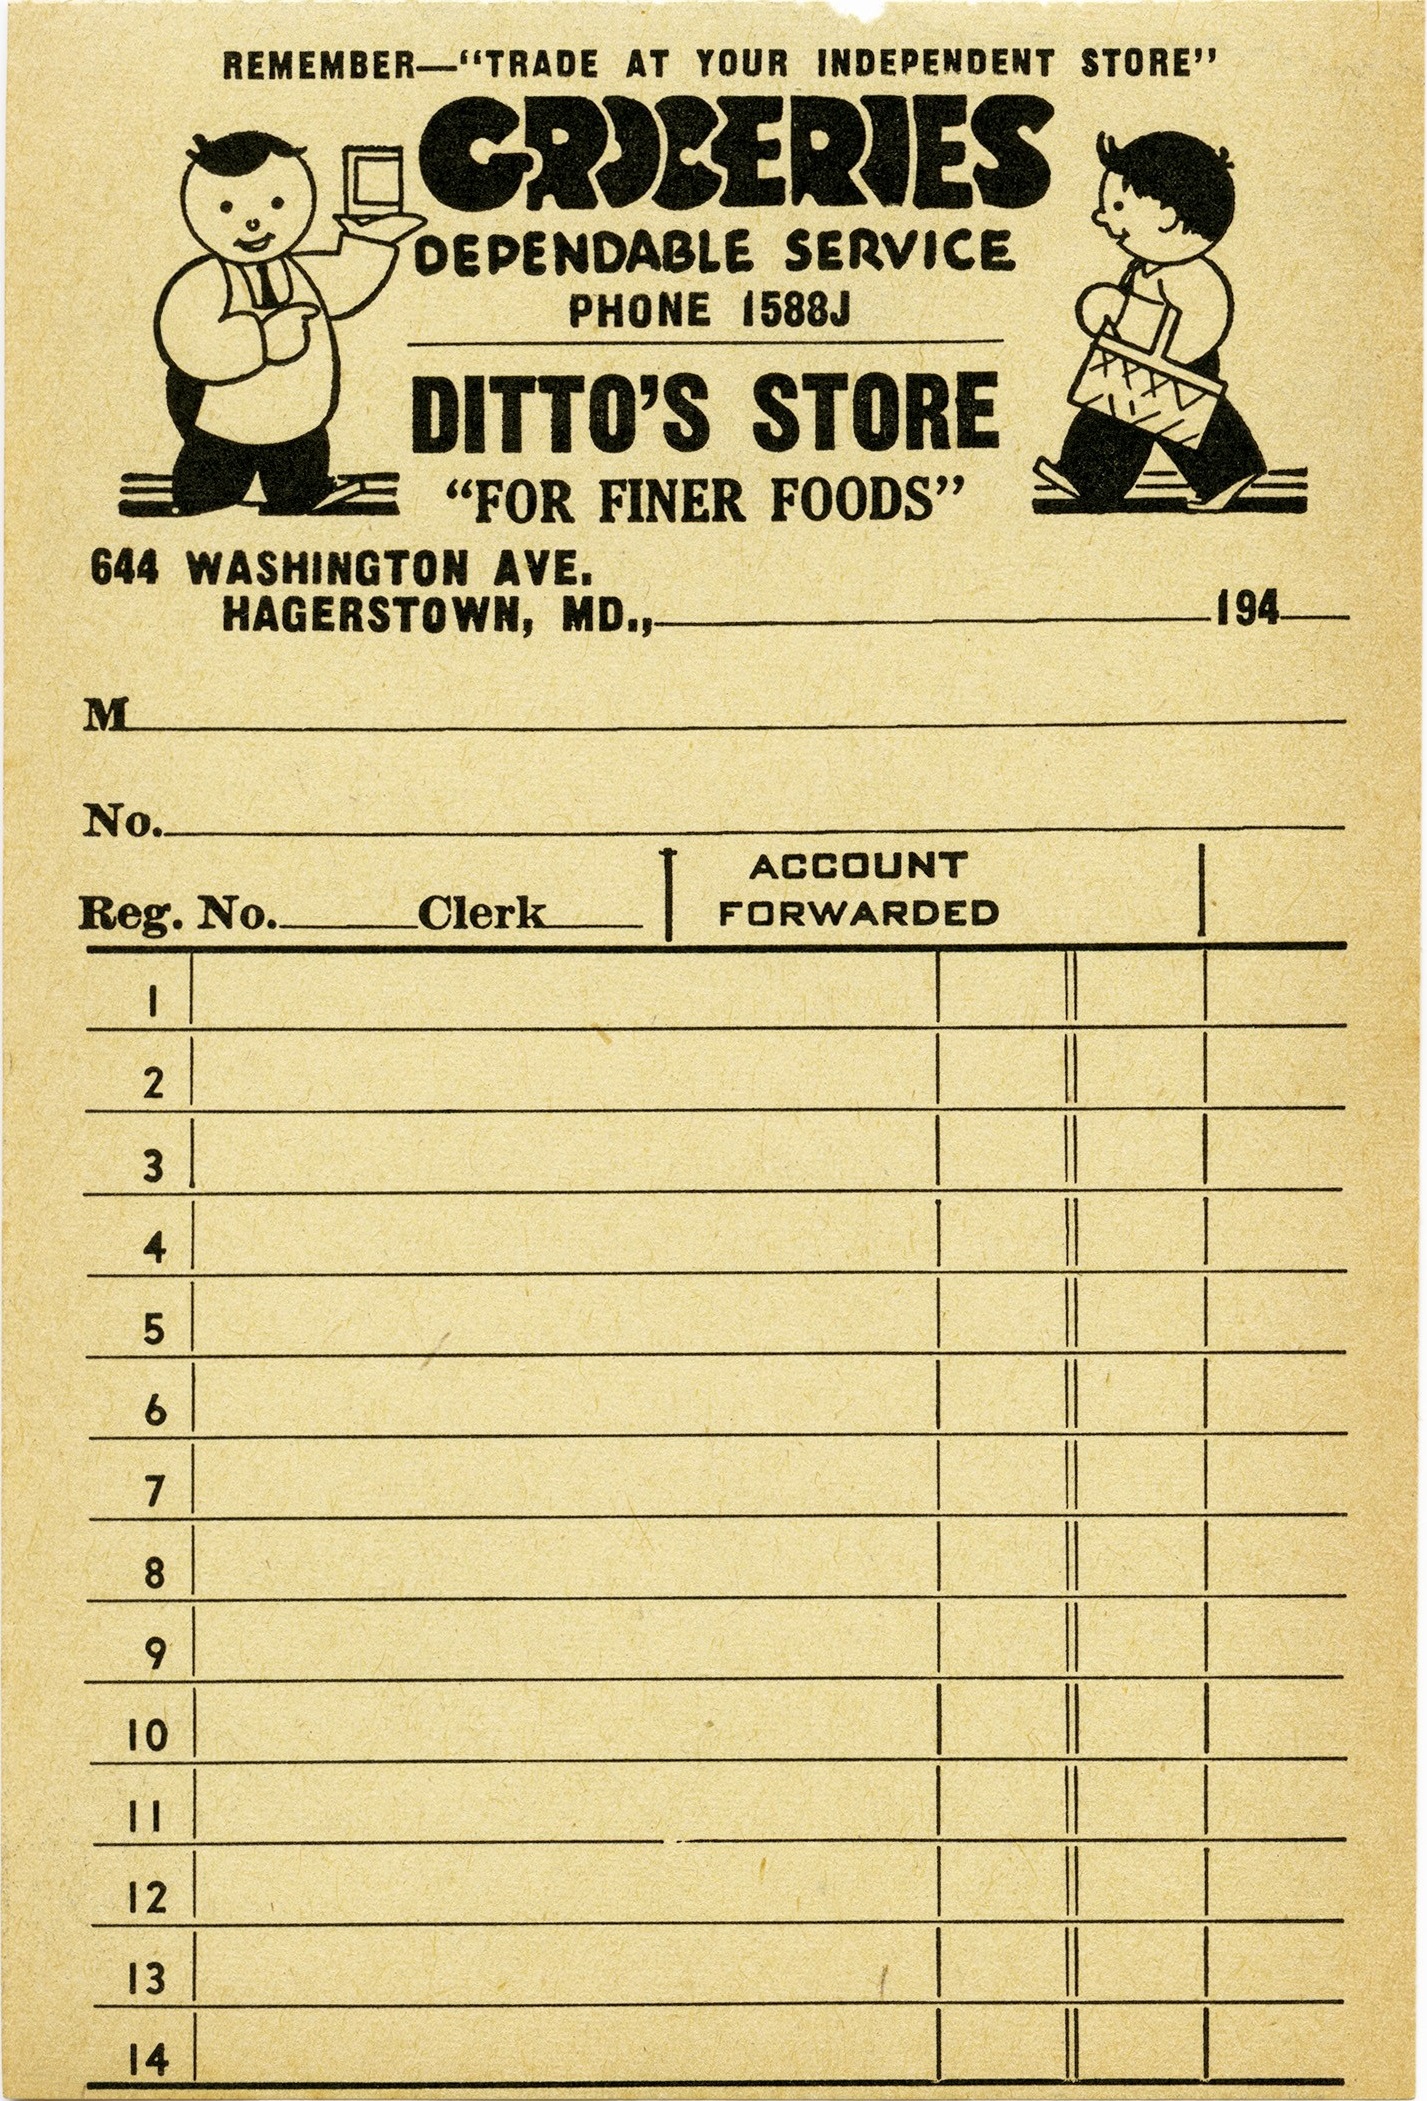 REMEMBER—“TRADE AT YOUR INDEPENDENT STORE”
GROCERIES
DEPENDABLE SERVICE
PHONE 1588J
DITTO’S STORE
“FOR FINER FOODS”
644 WASHINGTON AVE.
HAGERSTOWN, MD., 194
M
No.
ACCOUNT
FORWARDED
Reg. No. Clerk
1
2
3
4
5
6
7
8
9
10
11
12
13
14